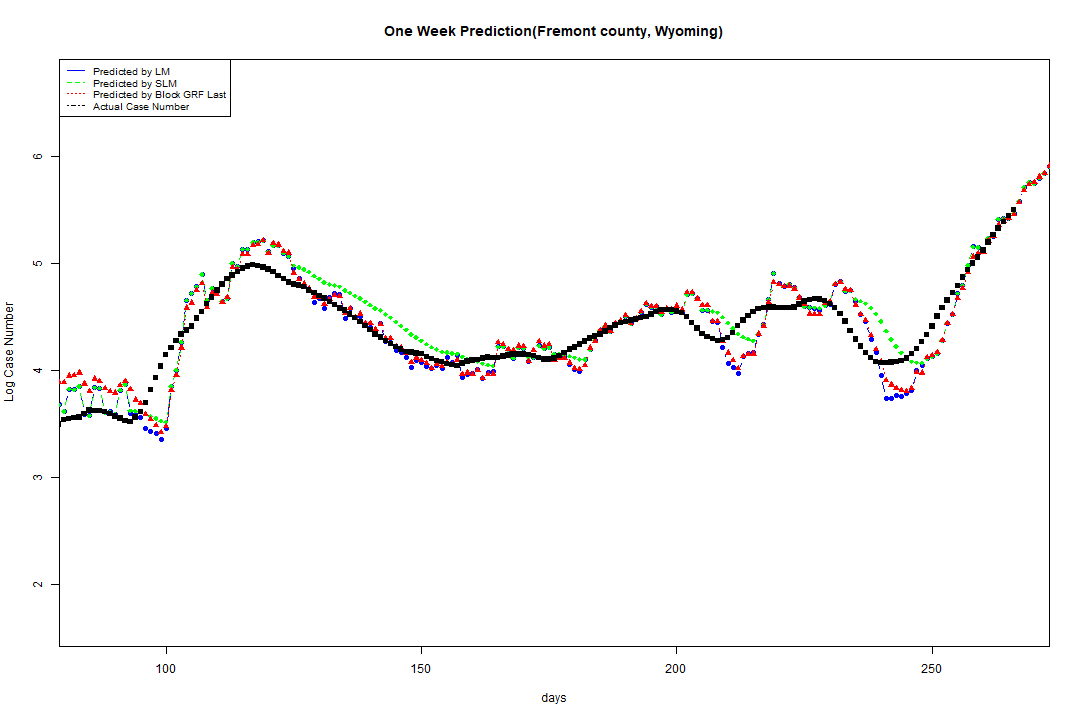 One Week Prediction(Fremont county, Wyoming)
Predicted by LM
Predicted by SLM
Predicted by Block GRF Last
Actual Case Number
6
5
4
3
2
Log Case Number
100
150
200
250
days